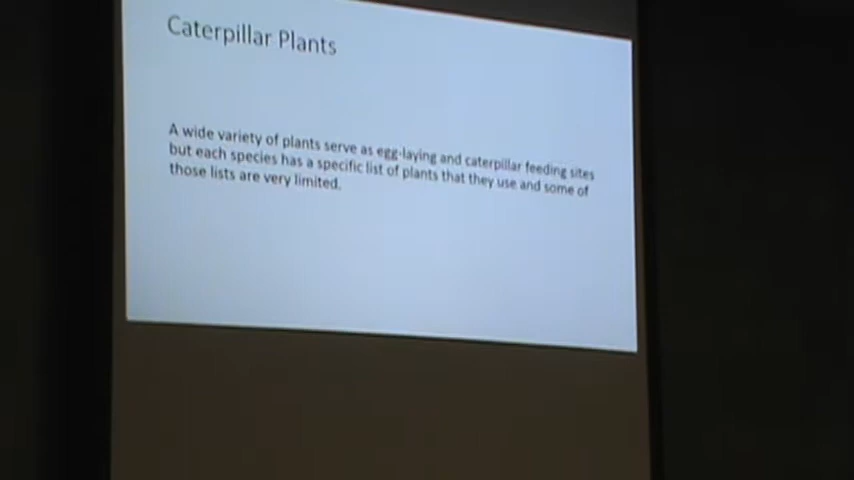 Caterpillar Plants
A wide variety of plants serve as egg-laying and caterpillar feeding sites
but each species has a specific list of plants that they use and some of
those lists are very limited.